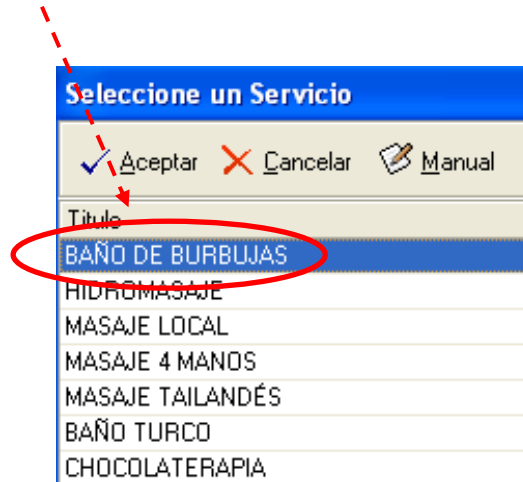 Seleccione un Servicio
Aceptar Cancelar Manual
Titulo
BAÑO DE BURBUJAS
HIDROMASAJE
MASAJE LOCAL
MASAJE 4 MANOS
MASAJE TAILANDÉS
BAÑO TURCO
CHOCOLATERAPIA